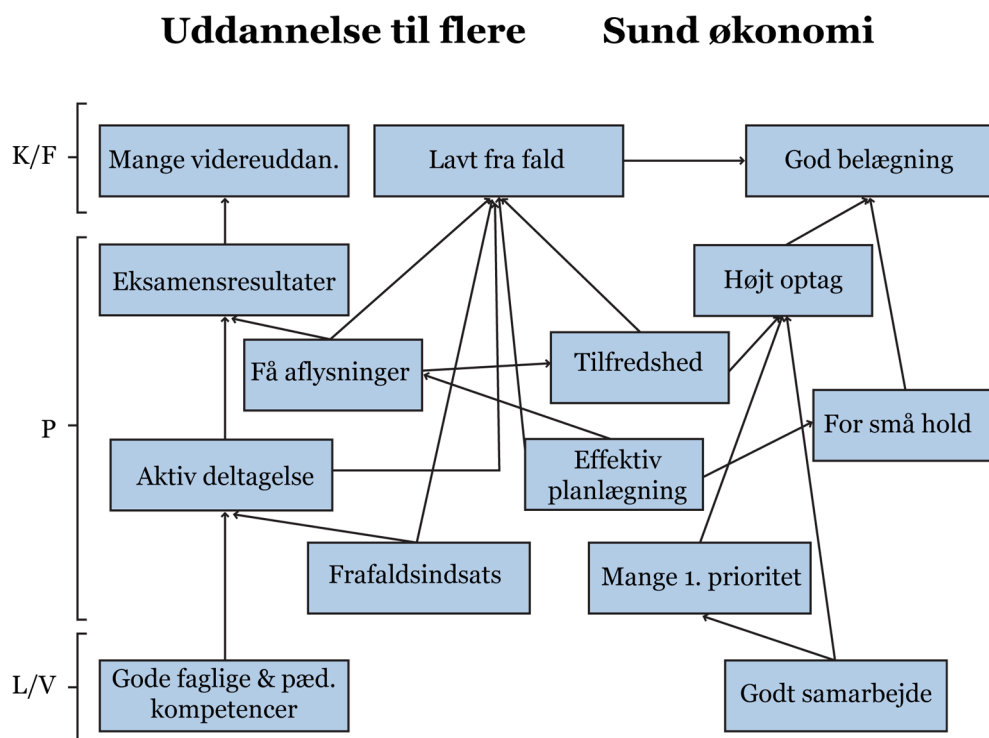 Uddannelse til flere
Sund økonomi
K/F
Mange videreuddan.
Lavt fra fald
God belægning
Eksamensresultater
Højt optag
Få aflysninger
Tilfredshed
P
For små hold
Aktiv deltagelse
Effektiv
planlægning
Frafaldsindsats
Mange 1. prioritet
L/V
Gode faglige & pæd.
kompetencer
Godt samarbejde